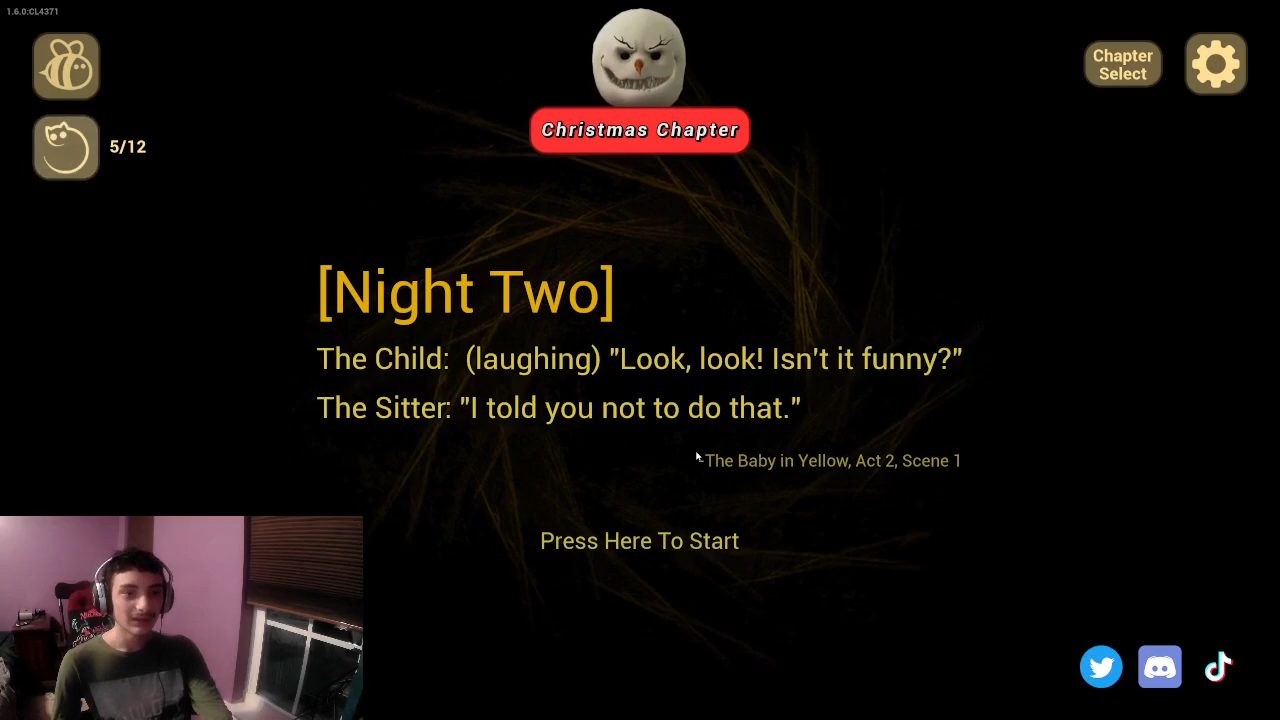 1.6.0:CL4371
Christmas Chapter
Chapter
Select
5/12
[Night Two]
The Child:  (laughing) "Look, look! Isn't it funny?"
The Sitter: "I told you not to do that."
-The Baby in Yellow, Act 2, Scene 1
Press Here To Start